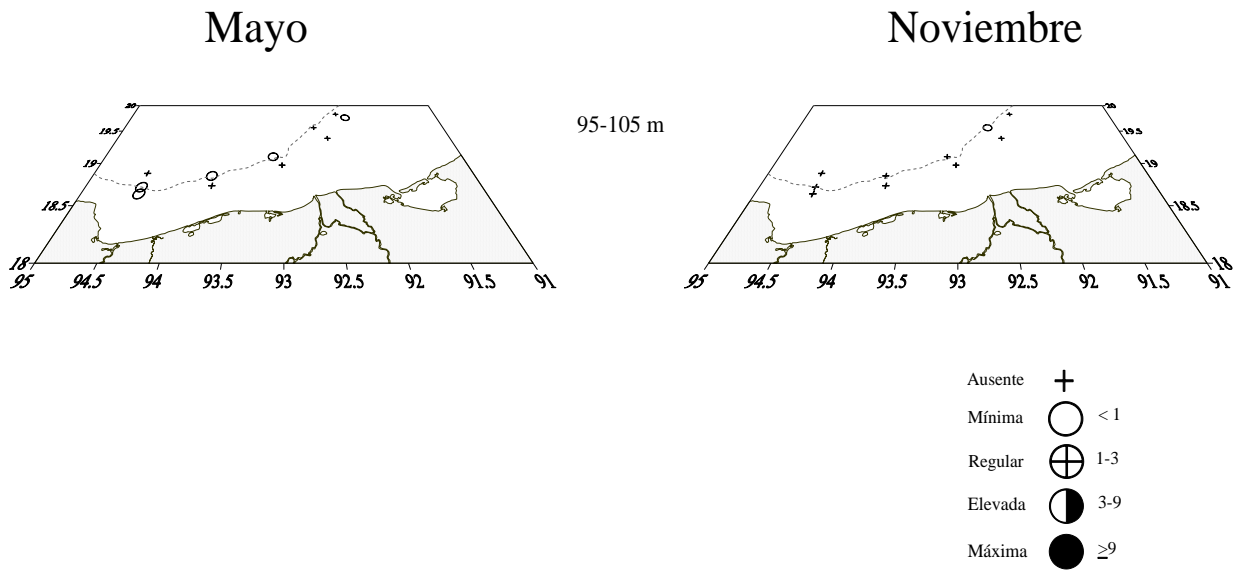 Mayo Noviembre
95-105 m
20 20
19.5 19.5
19 19
18.5 18.5
18 18
95 94.5 94 93.5 93 92.5 92 91.5 91 95 94.5 94 93.5 93 92.5 92 91.5 91
Ausente
Mínima < 1
Regular 1-3
Elevada 3-9
Máxima ≥9